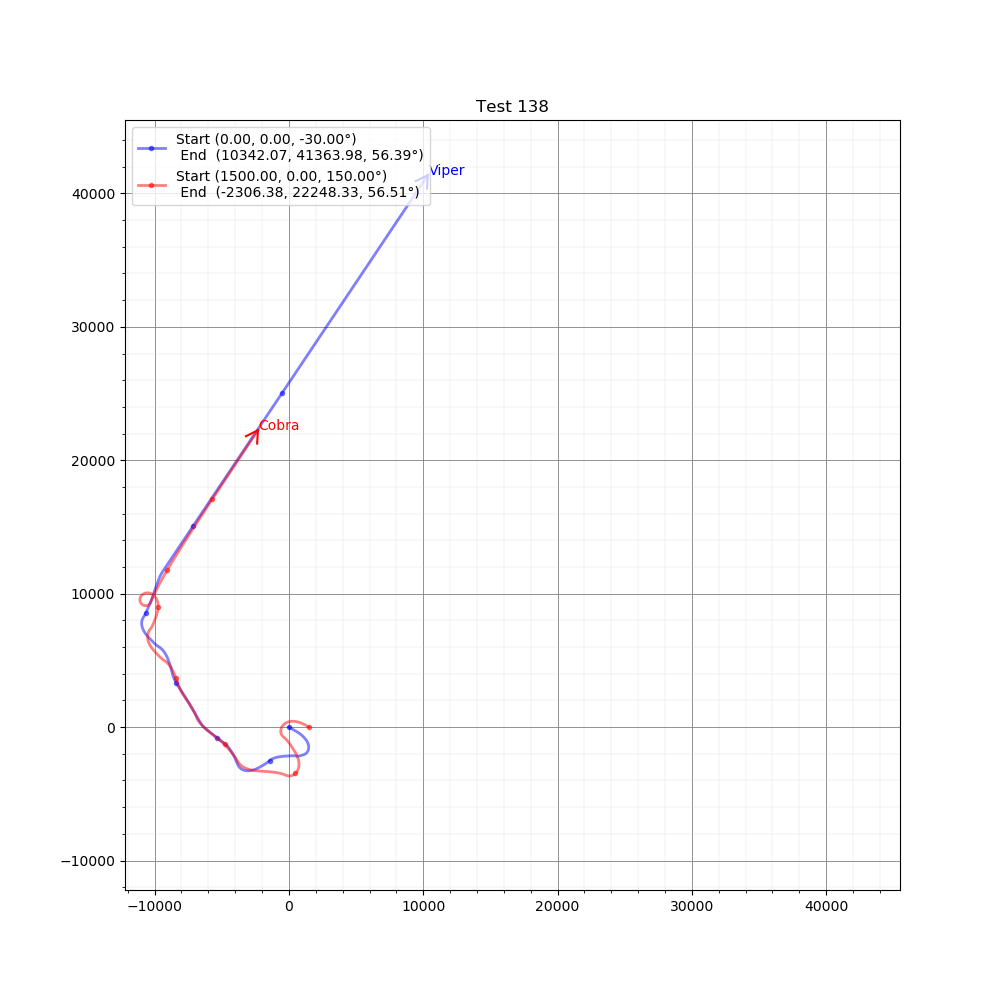 Test 138
Start (0.00, 0.00, -30.00°)
End (10342.07, 41363.98, 56.39°)
Start (1500.00, 0.00, 150.00°)
End (-2306.38, 22248.33, 56.51°)
Viper
Cobra
40000
30000
20000
10000
0
−10000
−10000 0 10000 20000 30000 40000